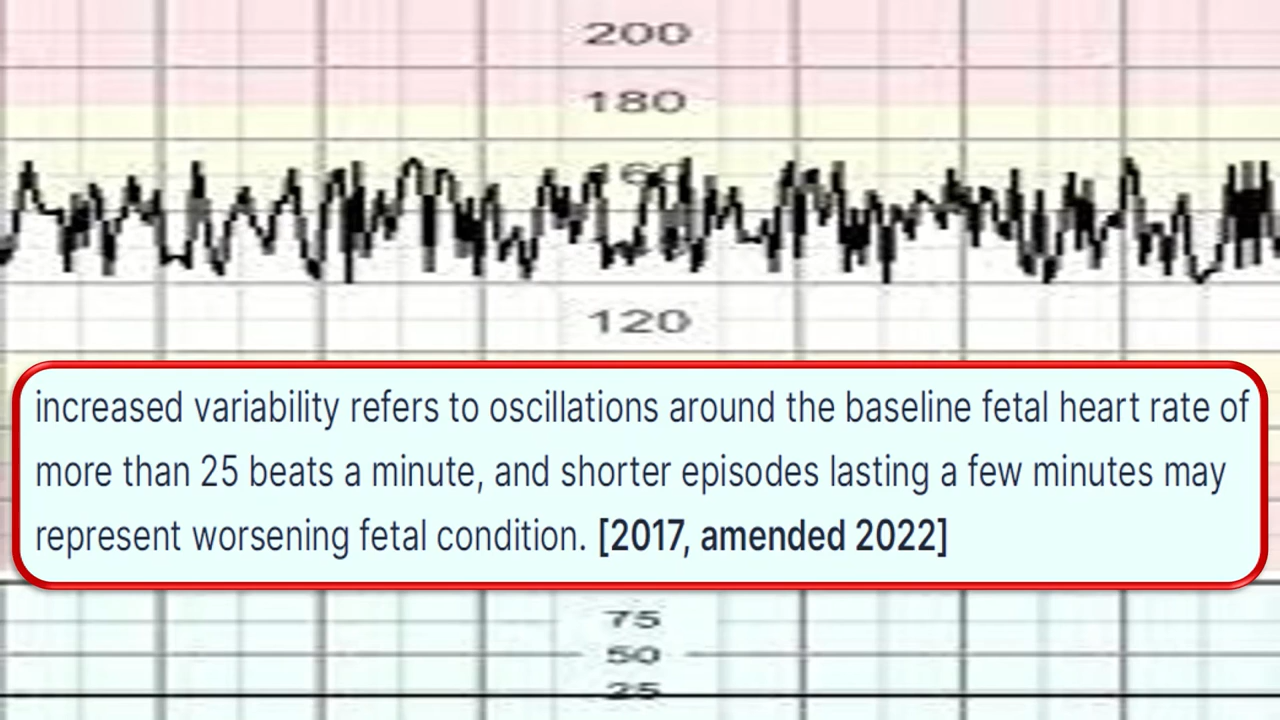 200
180
160
120
increased variability refers to oscillations around the baseline fetal heart rate of
more than 25 beats a minute, and shorter episodes lasting a few minutes may
represent worsening fetal condition. [2017, amended 2022]
75
50
25